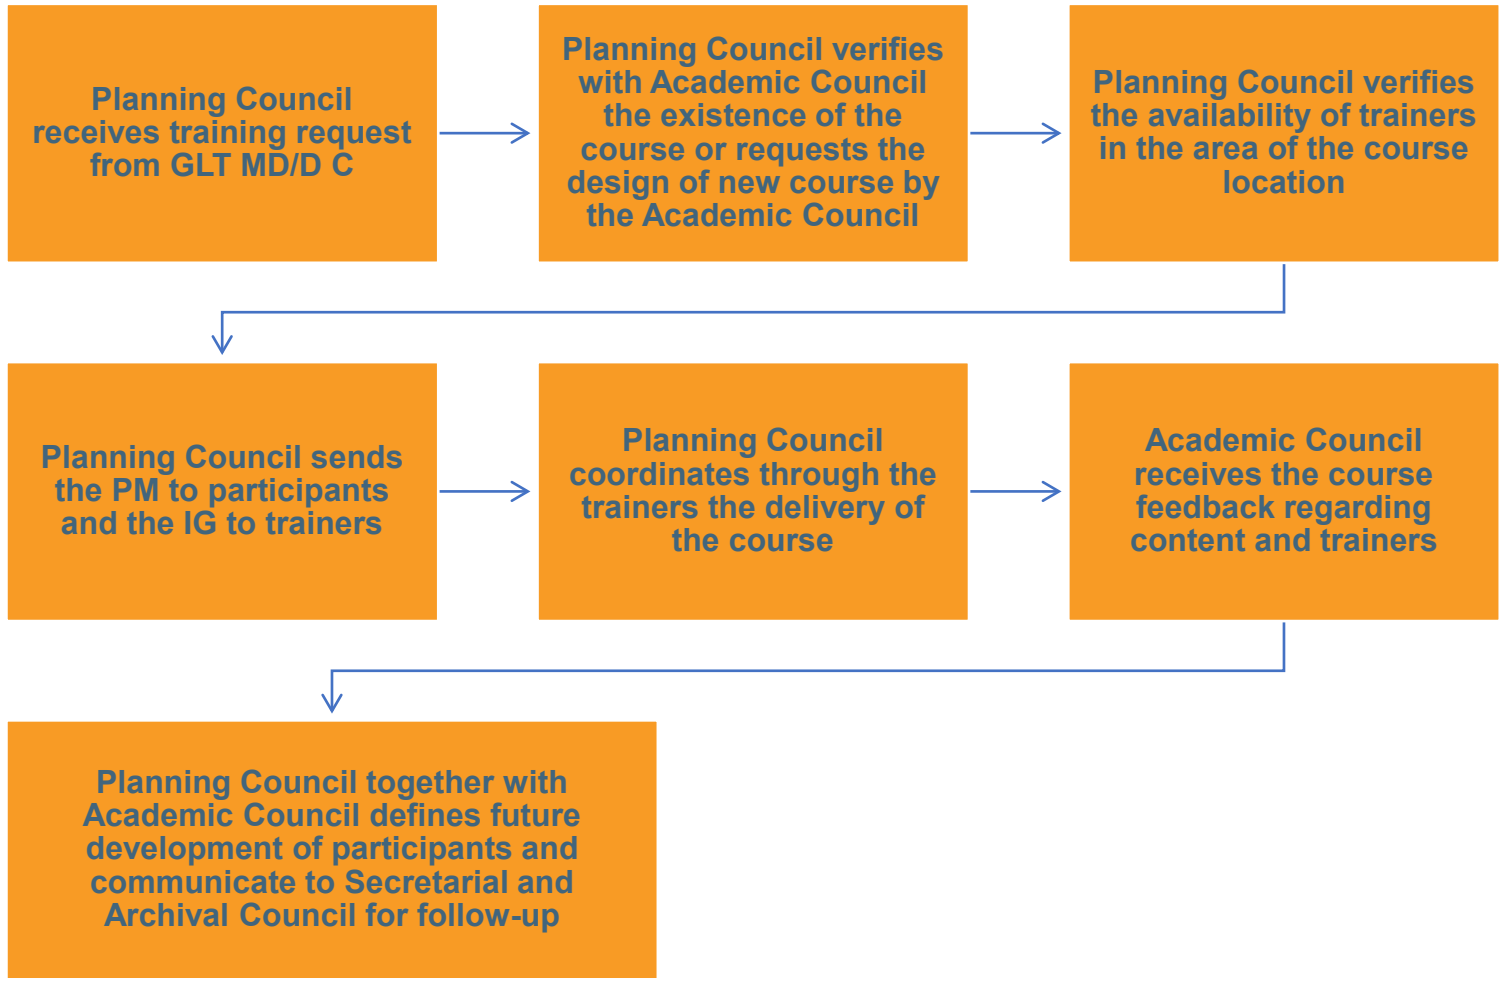 Planning Council
receives training request
from GLT MD/D C
Planning Council verifies
with Academic Council
the existence of the
course or requests the
design of new course by
the Academic Council
Planning Council verifies
the availability of trainers
in the area of the course
location
Planning Council sends
the PM to participants
and the IG to trainers
Planning Council
coordinates through the
trainers the delivery of
the course
Academic Council
receives the course
feedback regarding
content and trainers
Planning Council together with
Academic Council defines future
development of participants and
communicate to Secretarial and
Archival Council for follow-up